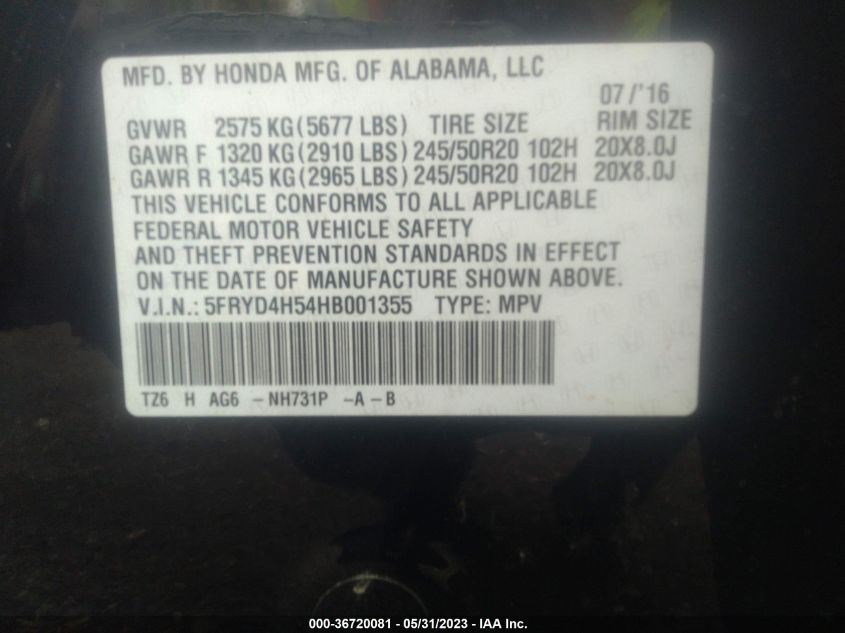 MFD. BY HONDA MFG. OF ALABAMA, LLC
07/'16
GVWR 2575 KG (5677 LBS) TIRE SIZE RIM SIZE
GAWR F 1320 KG (2910 LBS) 245/50R20 102H 20X8.0J
GAWR R 1345 KG (2965 LBS) 245/50R20 102H 20X8.0J
THIS VEHICLE CONFORMS TO ALL APPLICABLE
FEDERAL MOTOR VEHICLE SAFETY
AND THEFT PREVENTION STANDARDS IN EFFECT
ON THE DATE OF MANUFACTURE SHOWN ABOVE.
V.I.N.: 5FRYD4H54HB001355 TYPE: MPV
TZ6 H AG6 -NH731P -A-B
000-36720081 - 05/31/2023 - IAA Inc.